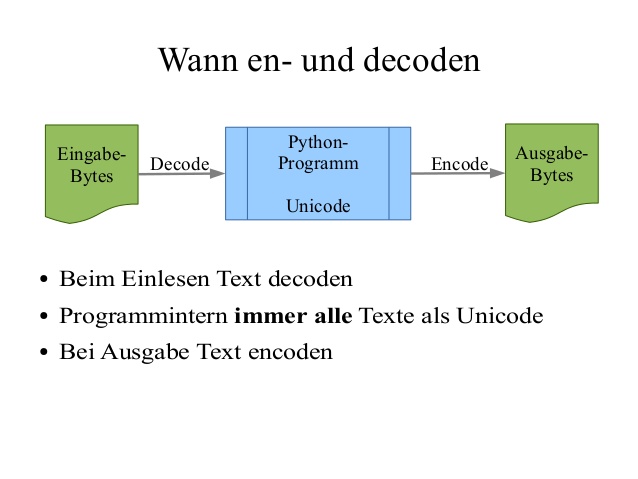 Wann en- und decoden
Eingabe-
Bytes
Decode
Python-
Programm
Unicode
Encode
Ausgabe-
Bytes
• Beim Einlesen Text decoden
• Programmintern immer alle Texte als Unicode
• Bei Ausgabe Text encoden